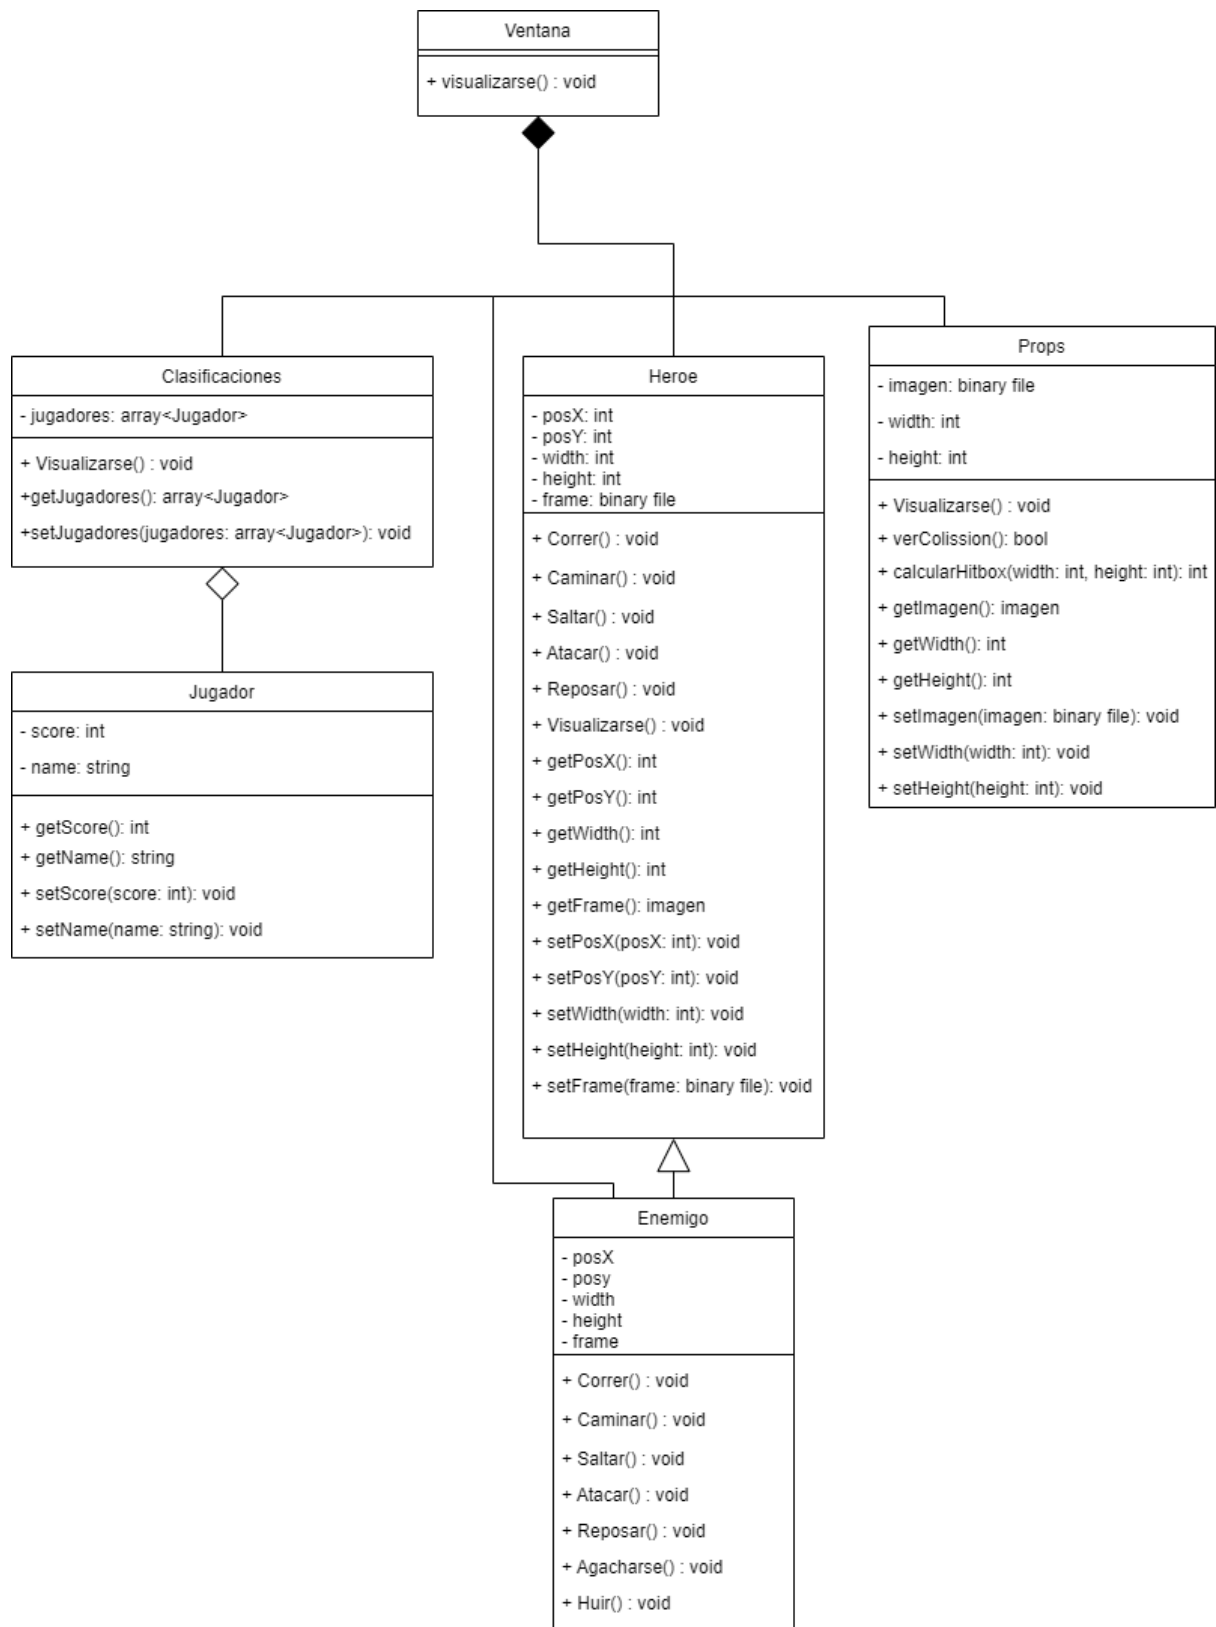 Ventana
+ visualizarse() : void
Clasificaciones
- jugadores: array<Jugador>
+ Visualizarse() : void
+getJugadores(): array<Jugador>
+setJugadores(jugadores: array<Jugador>): void
Jugador
- score: int
- name: string
+ getScore(): int
+ getName(): string
+ setScore(score: int): void
+ setName(name: string): void
Heroe
- posX: int
- posY: int
- width: int
- height: int
- frame: binary file
+ Correr() : void
+ Caminar() : void
+ Saltar() : void
+ Atacar() : void
+ Reposar() : void
+ Visualizarse() : void
+ getPosX(): int
+ getPosY(): int
+ getWidth(): int
+ getHeight(): int
+ getFrame(): imagen
+ setPosX(posX: int): void
+ setPosY(posY: int): void
+ setWidth(width: int): void
+ setHeight(height: int): void
+ setFrame(frame: binary file): void
Props
- imagen: binary file
- width: int
- height: int
+ Visualizarse() : void
+ verColission(): bool
+ calcularHitbox(width: int, height: int): int
+ getImagen(): imagen
+ getWidth(): int
+ getHeight(): int
+ setImagen(imagen: binary file): void
+ setWidth(width: int): void
+ setHeight(height: int): void
Enemigo
- posX
- posy
- width
- height
- frame
+ Correr() : void
+ Caminar() : void
+ Saltar() : void
+ Atacar() : void
+ Reposar() : void
+ Agacharse() : void
+ Huir() : void